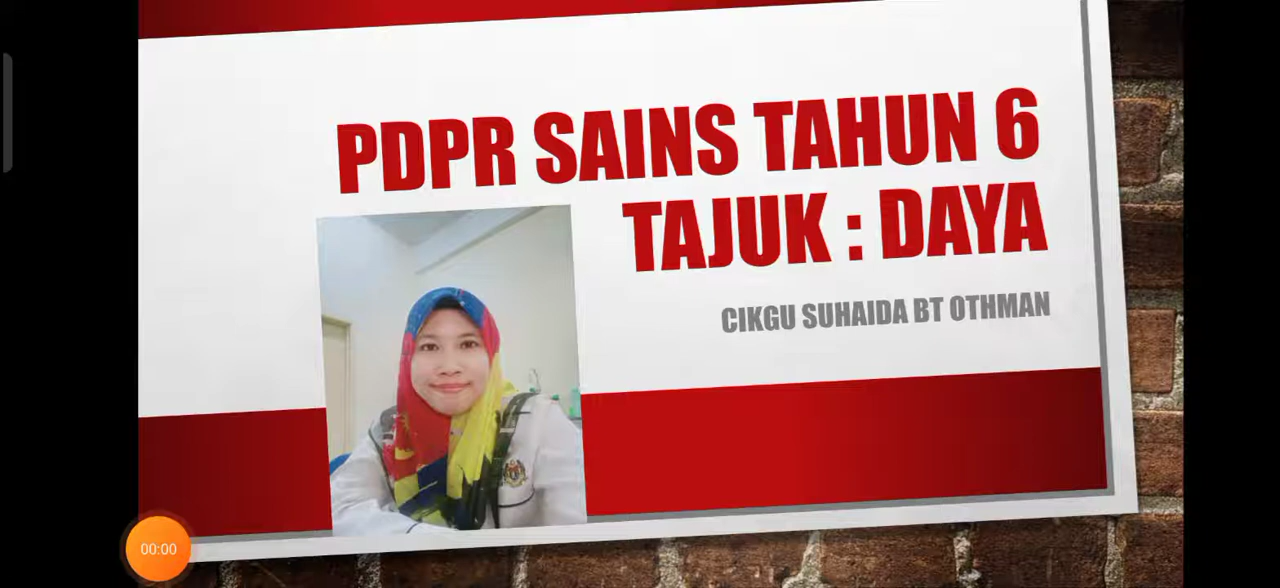 PDPR SAINS TAHUN 6
TAJUK : DAYA
CIKGU SUHAIDA BT OTHMAN
00:00